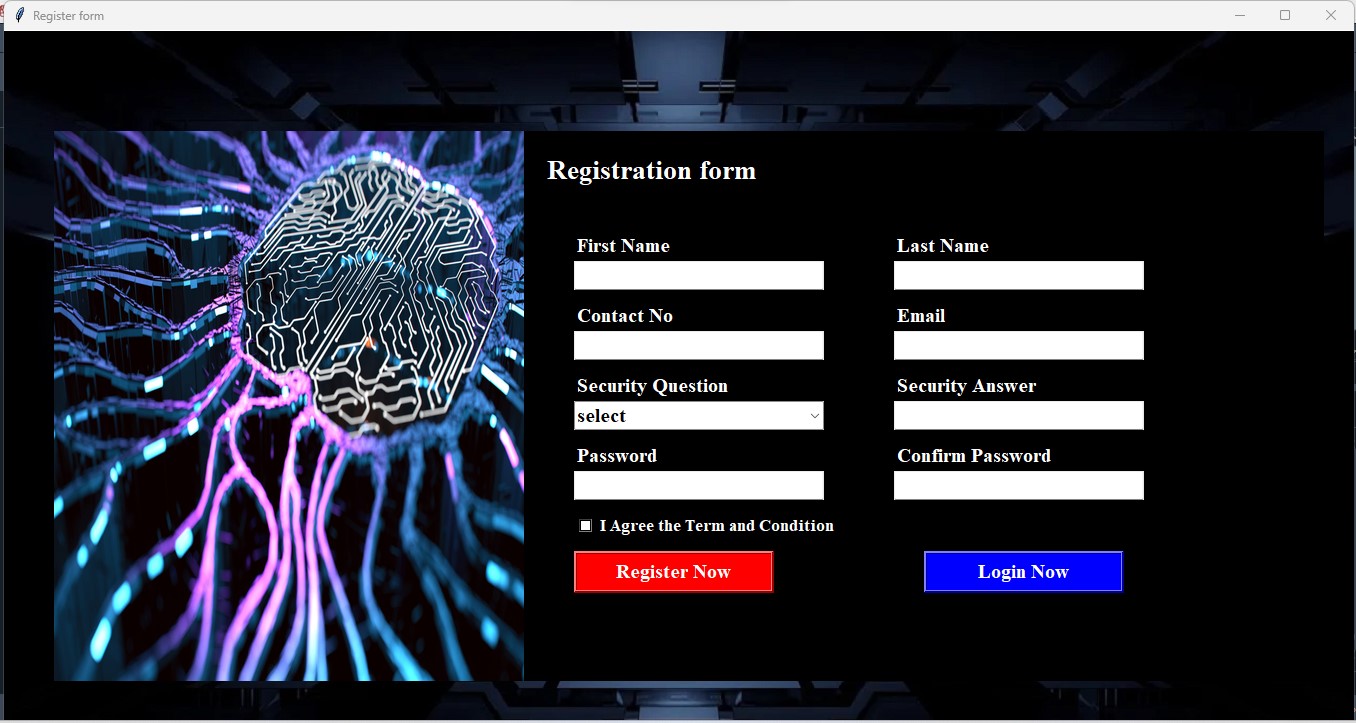 Register form
Registration form
First Name Last Name
Contact No Email
Security Question Security Answer
select
Password Confirm Password
I Agree the Term and Condition
Register Now Login Now